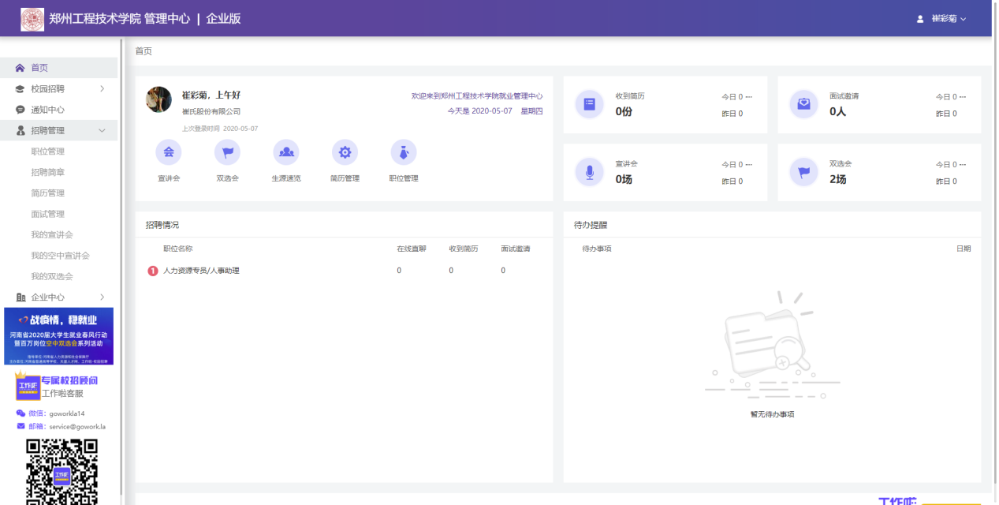 郑州工程技术学院 管理中心 | 企业版
崔彩菊
首页
校园招聘
通知中心
招聘管理
职位管理
招聘简章
简历管理
面试管理
我的宣讲会
我的空中宣讲会
我的双选会
企业中心
战疫情，稳就业
河南省2020届大学生就业春风行动
暨百万岗位空中双选会系列活动
工作啦
专属校招顾问
工作啦客服
微信：goworkla14
邮箱：service@gowork.la
工作啦
首页
崔彩菊，上午好
崔氏股份有限公司
上次登录时间 2020-05-07
欢迎来到郑州工程技术学院就业管理中心
今天是 2020-05-07 星期四
宣讲会
双选会
生源速览
简历管理
职位管理
收到简历
0份
今日 0 --
昨日 0
面试邀请
0人
今日 0 --
昨日 0
宣讲会
0场
今日 0 --
昨日 0
双选会
2场
今日 0 --
昨日 0
招聘情况
职位名称 在线直聊 收到简历 面试邀请
1 人力资源专员/人事助理 0 0 0
待办提醒
待办事项 日期
暂无待办事项
工作啦